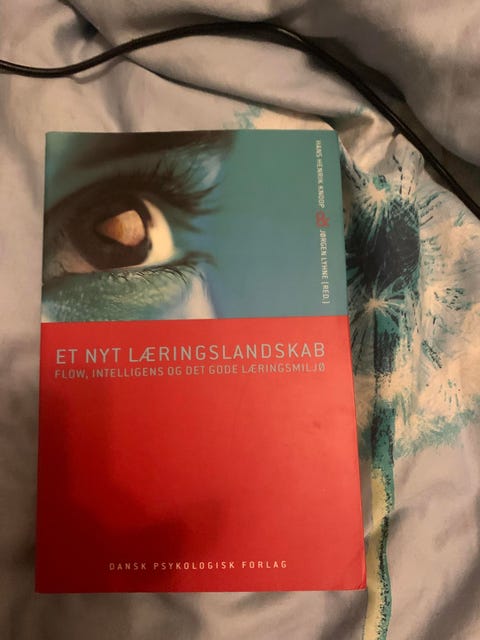 HANS HENRIK KNOOP
&
JØRGEN LYHNE [RED.]
ET NYT LÆRINGSLANDSKAB
FLOW, INTELLIGENS OG DET GODE LÆRINGSMILJØ
DANSK PSYKOLOGISK FORLAG